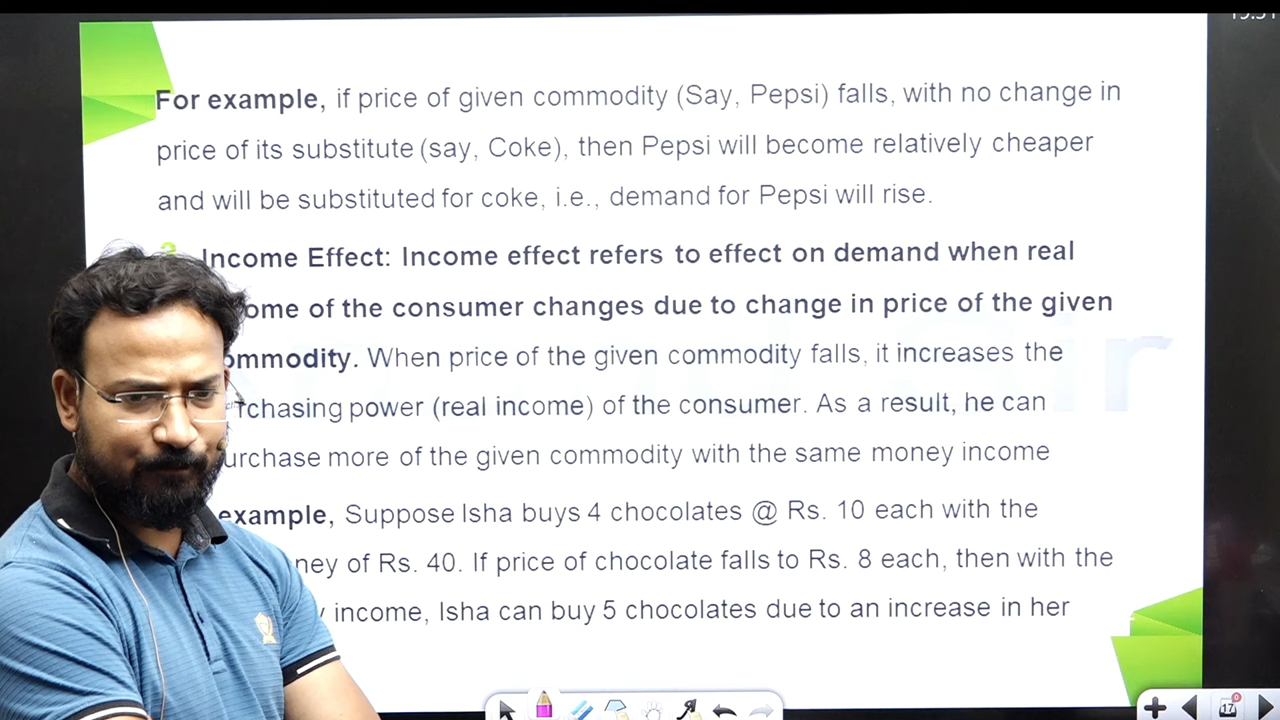 For example, if price of given commodity (Say, Pepsi) falls, with no change in
price of its substitute (say, Coke), then Pepsi will become relatively cheaper
and will be substituted for coke, i.e., demand for Pepsi will rise.
Income Effect: Income effect refers to effect on demand when real
ome of the consumer changes due to change in price of the given
ommodity. When price of the given commodity falls, it increases the
rchasing power (real income) of the consumer. As a result, he can
urchase more of the given commodity with the same money income
example, Suppose Isha buys 4 chocolates @ Rs. 10 each with the
ney of Rs. 40. If price of chocolate falls to Rs. 8 each, then with the
income, Isha can buy 5 chocolates due to an increase in her
17